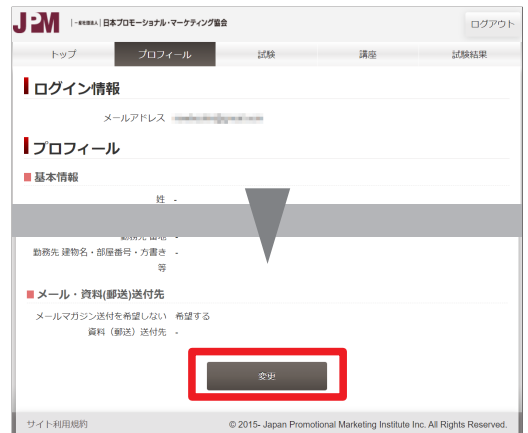 JPM 一般社団法人 日本プロモーショナル・マーケティング協会
ログアウト
トップ プロフィール 試験 講座 試験結果
ログイン情報
メールアドレス
プロフィール
基本情報
姓 -
勤務先 建物名・部屋番号・方書き -
等
メール・資料(郵送)送付先
メールマガジン送付を希望しない 希望する
資料（郵送）送付先 -
変更
サイト利用規約 © 2015- Japan Promotional Marketing Institute Inc. All Rights Reserved.